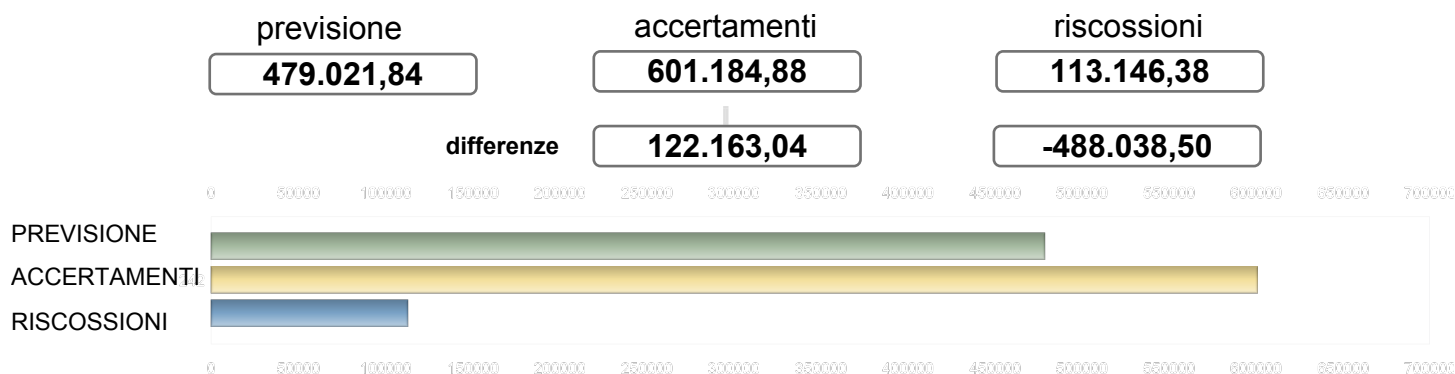 previsione accertamenti riscossioni
479.021,84 601.184,88 113.146,38
differenze 122.163,04 -488.038,50
0 50000 100000 150000 200000 250000 300000 350000 400000 450000 500000 550000 600000 650000 700000
PREVISIONE
ACCERTAMENTI
RISCOSSIONI
0 50000 100000 150000 200000 250000 300000 350000 400000 450000 500000 550000 600000 650000 700000